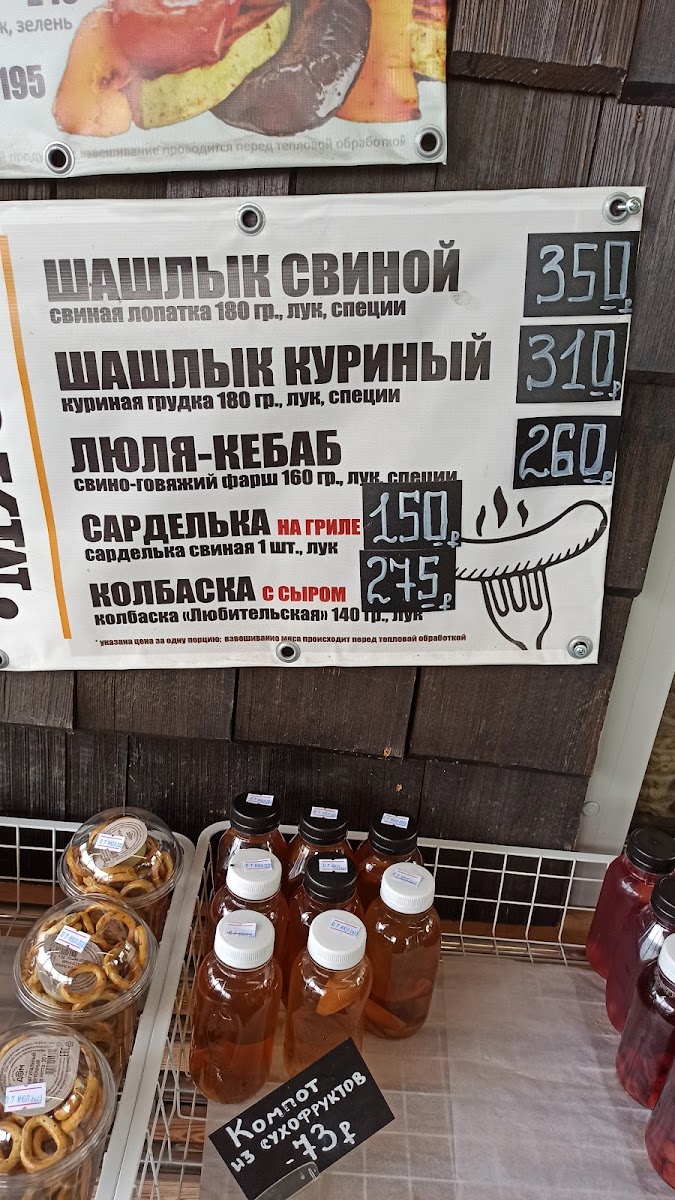 к, зелень
195
взвешивание проводится перед тепловой обработкой
ШАШЛЫК СВИНОЙ 350₽
свиная лопатка 180 гр., лук, специи
ШАШЛЫК КУРИНЫЙ 310₽
куриная грудка 180 гр., лук, специи
ЛЮЛЯ-КЕБАБ 260₽
свино-говяжий фарш 160 гр., лук, специи
САРДЕЛЬКА НА ГРИЛЕ 150₽
сарделька свиная 1 шт., лук
КОЛБАСКА С СЫРОМ 275₽
колбаска «Любительская» 140 гр., лук
* указана цена за одну порцию; взвешивание меса происходит перед тепловой обработкой
Компот
из сухофруктов
-73₽